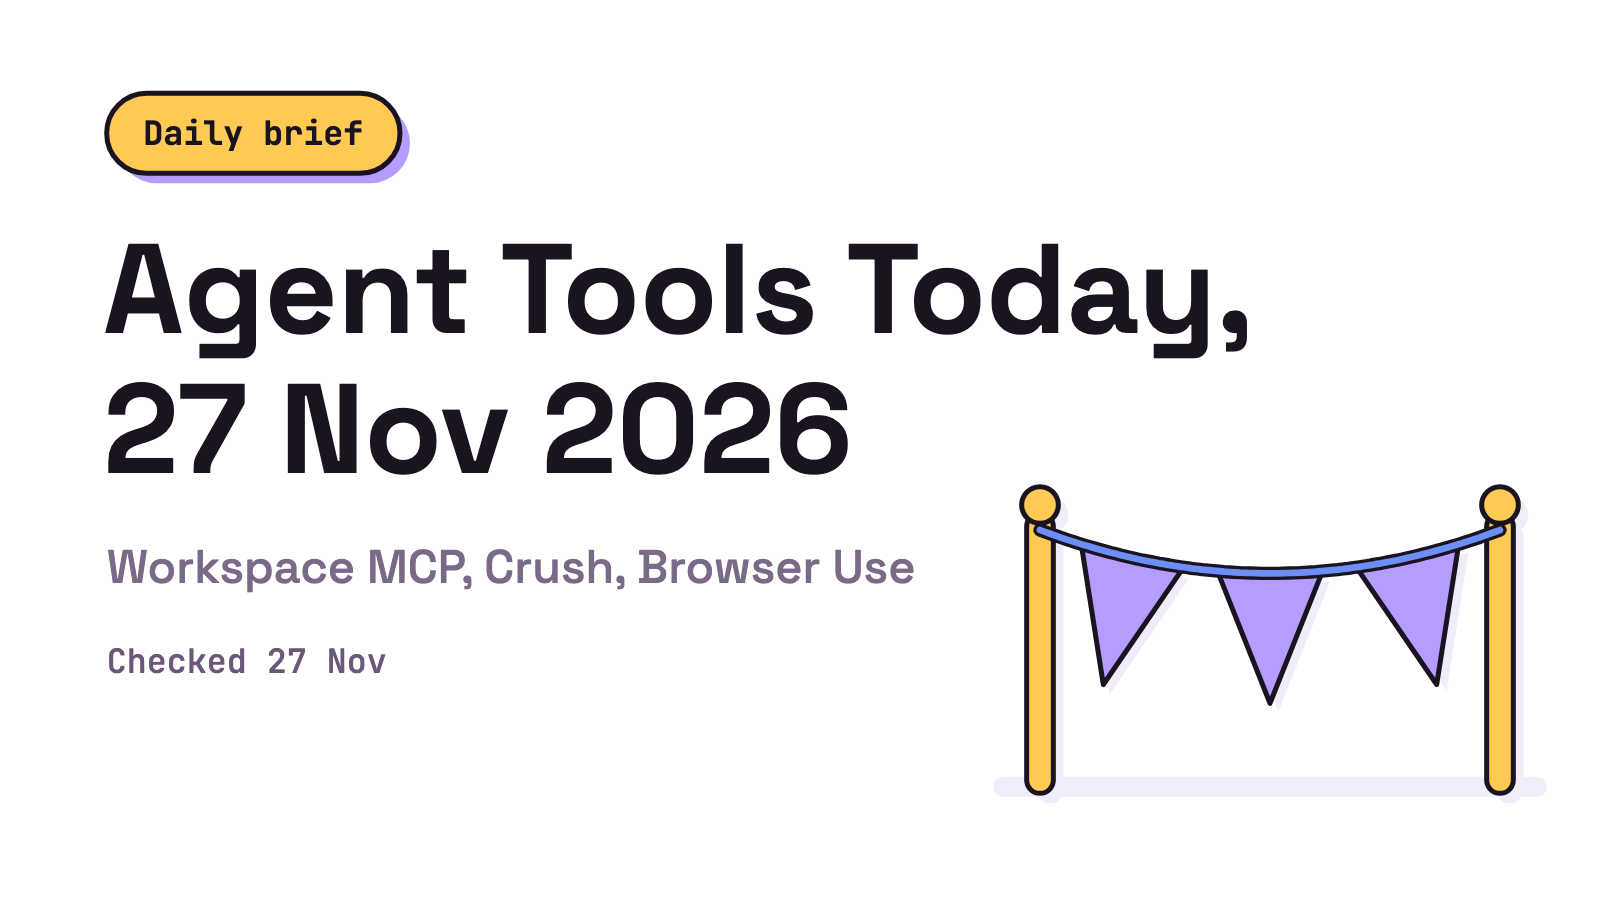 Daily brief
Agent Tools Today,
27 Nov 2026
Workspace MCP, Crush, Browser Use
Checked 27 Nov